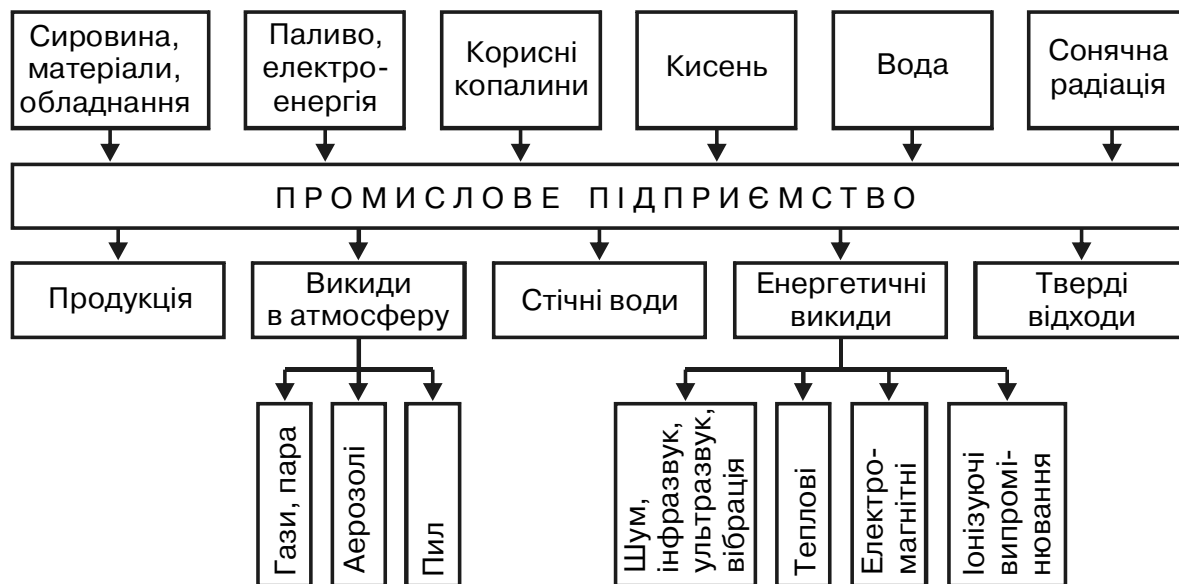 Сировина,
матеріали,
обладнання
Паливо,
електро-
енергія
Корисні
копалини
Кисень
Вода
Сонячна
радіація
ПРОМИСЛОВЕ ПІДПРИЄМСТВО
Продукція
Викиди
в атмосферу
Стічні води
Енергетичні
викиди
Тверді
відходи
Гази, пара
Аерозолі
Пил
Шум,
інфразвук,
ультразвук,
вібрація
Теплові
Електро-
магнітні
Іонізуючі
випромі-
нювання